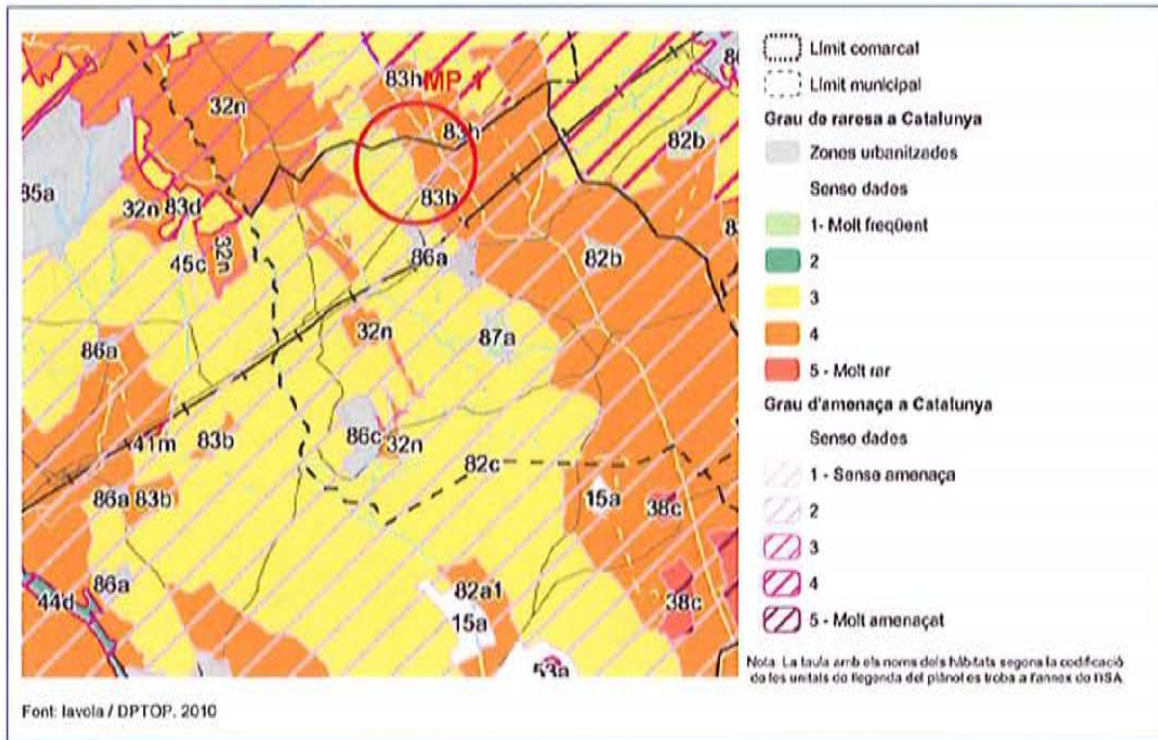 83h
MP 1
86
32n
83h
82b
85a
83b
32n
83d
32n
8
45c
86a
82b
32n
87a
86a
86c
32n
41m
83b
82c
86a
83b
15a
38c
86a
44d
82a1
38c
15a
53a
Límit comarcal
Límit municipal
Grau de raresa a Catalunya
Zones urbanitzades
Sense dades
1- Molt freqüent
2
3
4
5 - Molt rar
Grau d'amenaça a Catalunya
Sense dades
1 - Sense amenaça
2
3
4
5 - Molt amenaçat
Nota: La taula amb els noms dels hàbitats segons la codificació
de les unitats de llegenda del plànol es troba a l'annex de l'ISA
Font: lavola / DPTOP. 2010